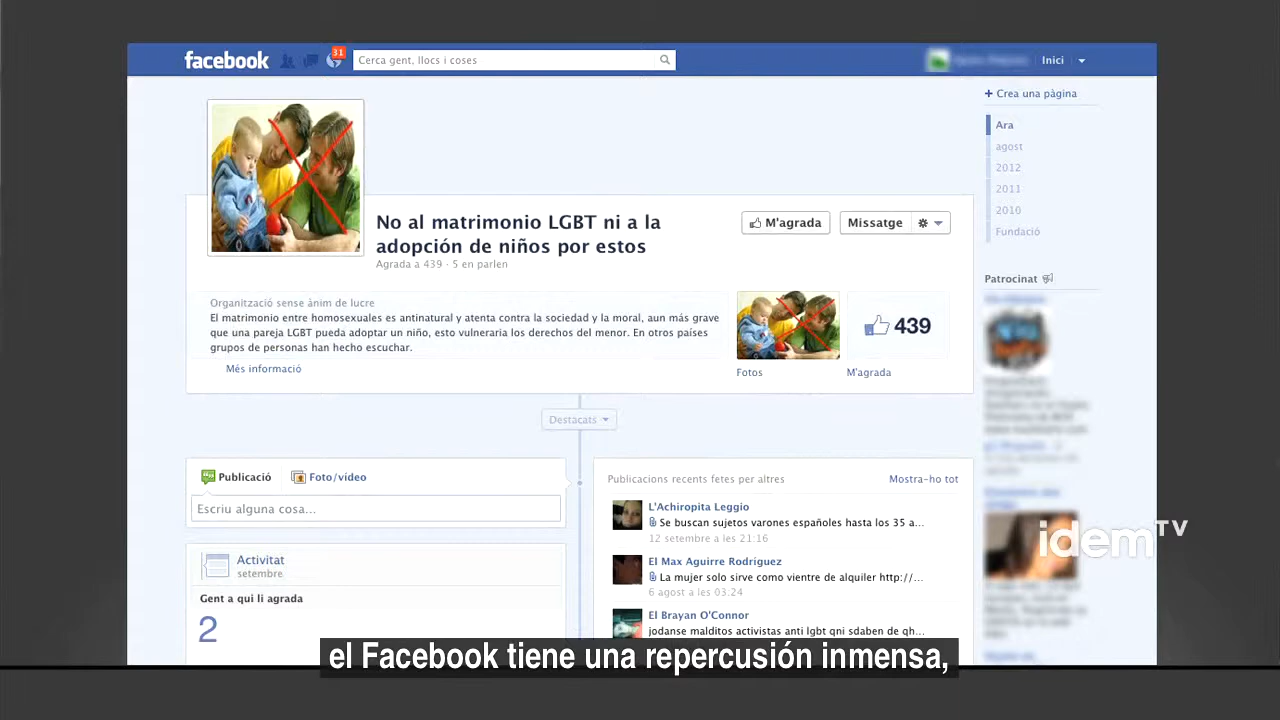 facebook
31
Cerca gent, llocs i coses
Inici
Crea una pàgina
Ara
agost
2012
2011
2010
Fundació
No al matrimonio LGBT ni a la
adopción de niños por estos
Agrada a 439 · 5 en parlen
M'agrada
Missatge
Organització sense ànim de lucre
El matrimonio entre homosexuales es antinatural y atenta contra la sociedad y la moral, aun más grave
que una pareja LGBT pueda adoptar un niño, esto vulneraria los derechos del menor. En otros países
grupos de personas han hecho escuchar.
Més informació
439
Fotos
M'agrada
Patrocinat
Destacats
Publicació
Foto/vídeo
Escriu alguna cosa...
Activitat
setembre
Gent a qui li agrada
2
Publicacions recents fetes per altres
Mostra-ho tot
L'Achiropita Leggio
Se buscan sujetos varones españoles hasta los 35 a...
12 setembre a les 21:16
El Max Aguirre Rodriguez
La mujer solo sirve como vientre de alquiler http://...
6 agost a les 03:24
El Brayan O'Connor
jodanse malditos activistas anti lgbt qni sdaben de qh...
idem TV
el Facebook tiene una repercusión inmensa,